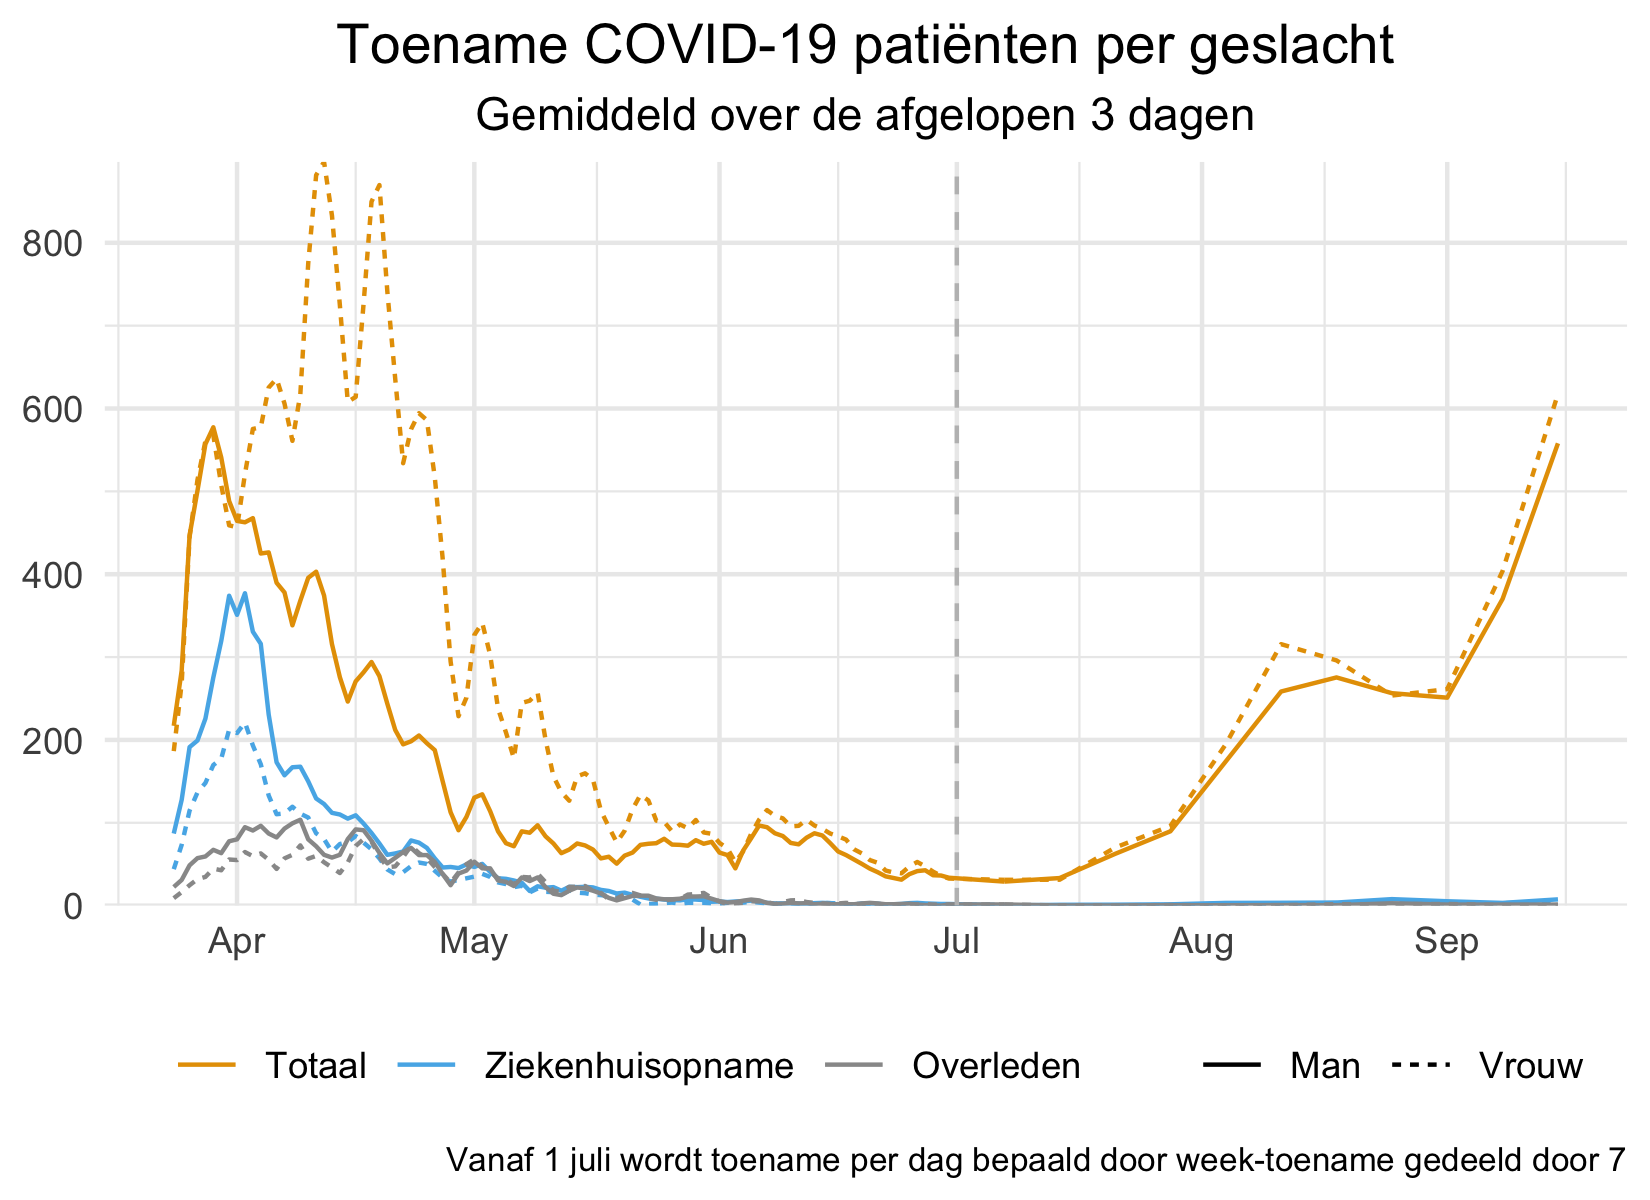 Toename COVID-19 patiënten per geslacht
Gemiddeld over de afgelopen 3 dagen
800
600
400
200
0
Apr May Jun Jul Aug Sep
Totaal Ziekenhuisopname Overleden Man Vrouw
Vanaf 1 juli wordt toename per dag bepaald door week-toename gedeeld door 7